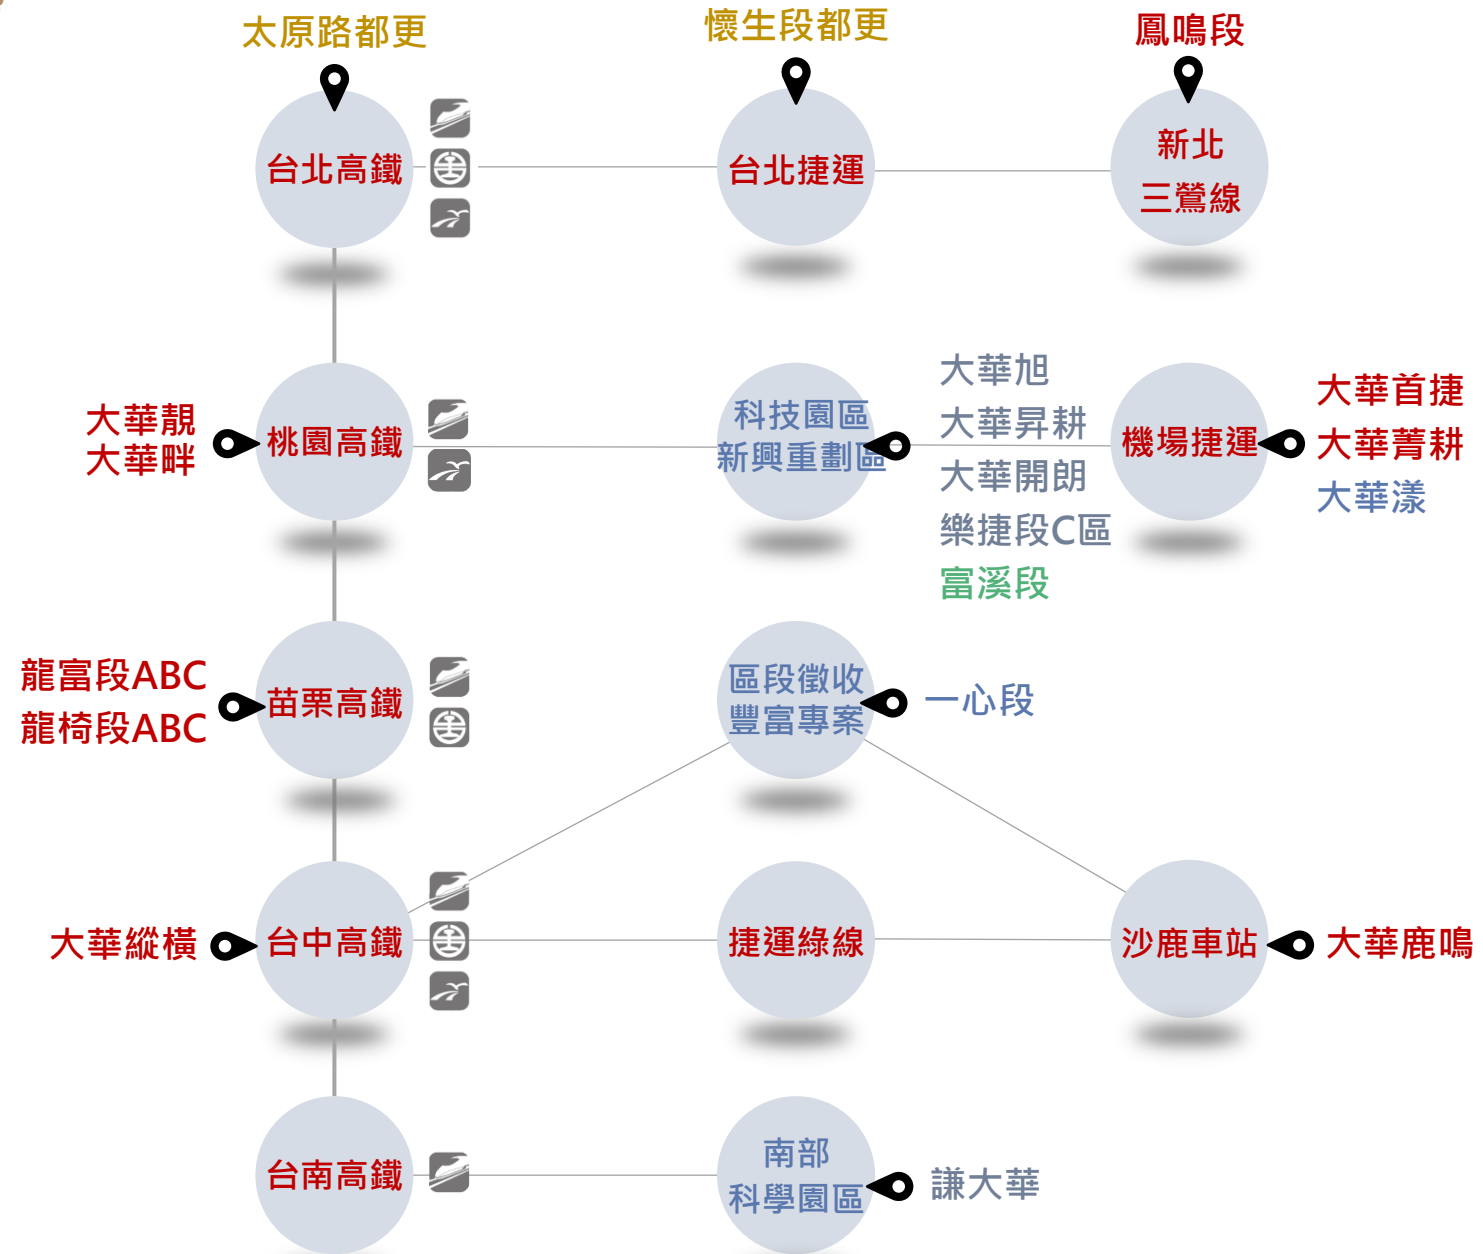 太原路都更
懷生段都更
鳳鳴段
台北高鐵
台北捷運
新北
三鶯線
大華靚
大華畔
桃園高鐵
科技園區
新興重劃區
大華旭
大華昇耕
大華開朗
樂捷段C區
富溪段
機場捷運
大華首捷
大華菁耕
大華漾
龍富段ABC
龍椅段ABC
苗栗高鐵
區段徵收
豐富專案
一心段
大華縱橫
台中高鐵
捷運綠線
沙鹿車站
大華鹿鳴
台南高鐵
南部
科學園區
謙大華